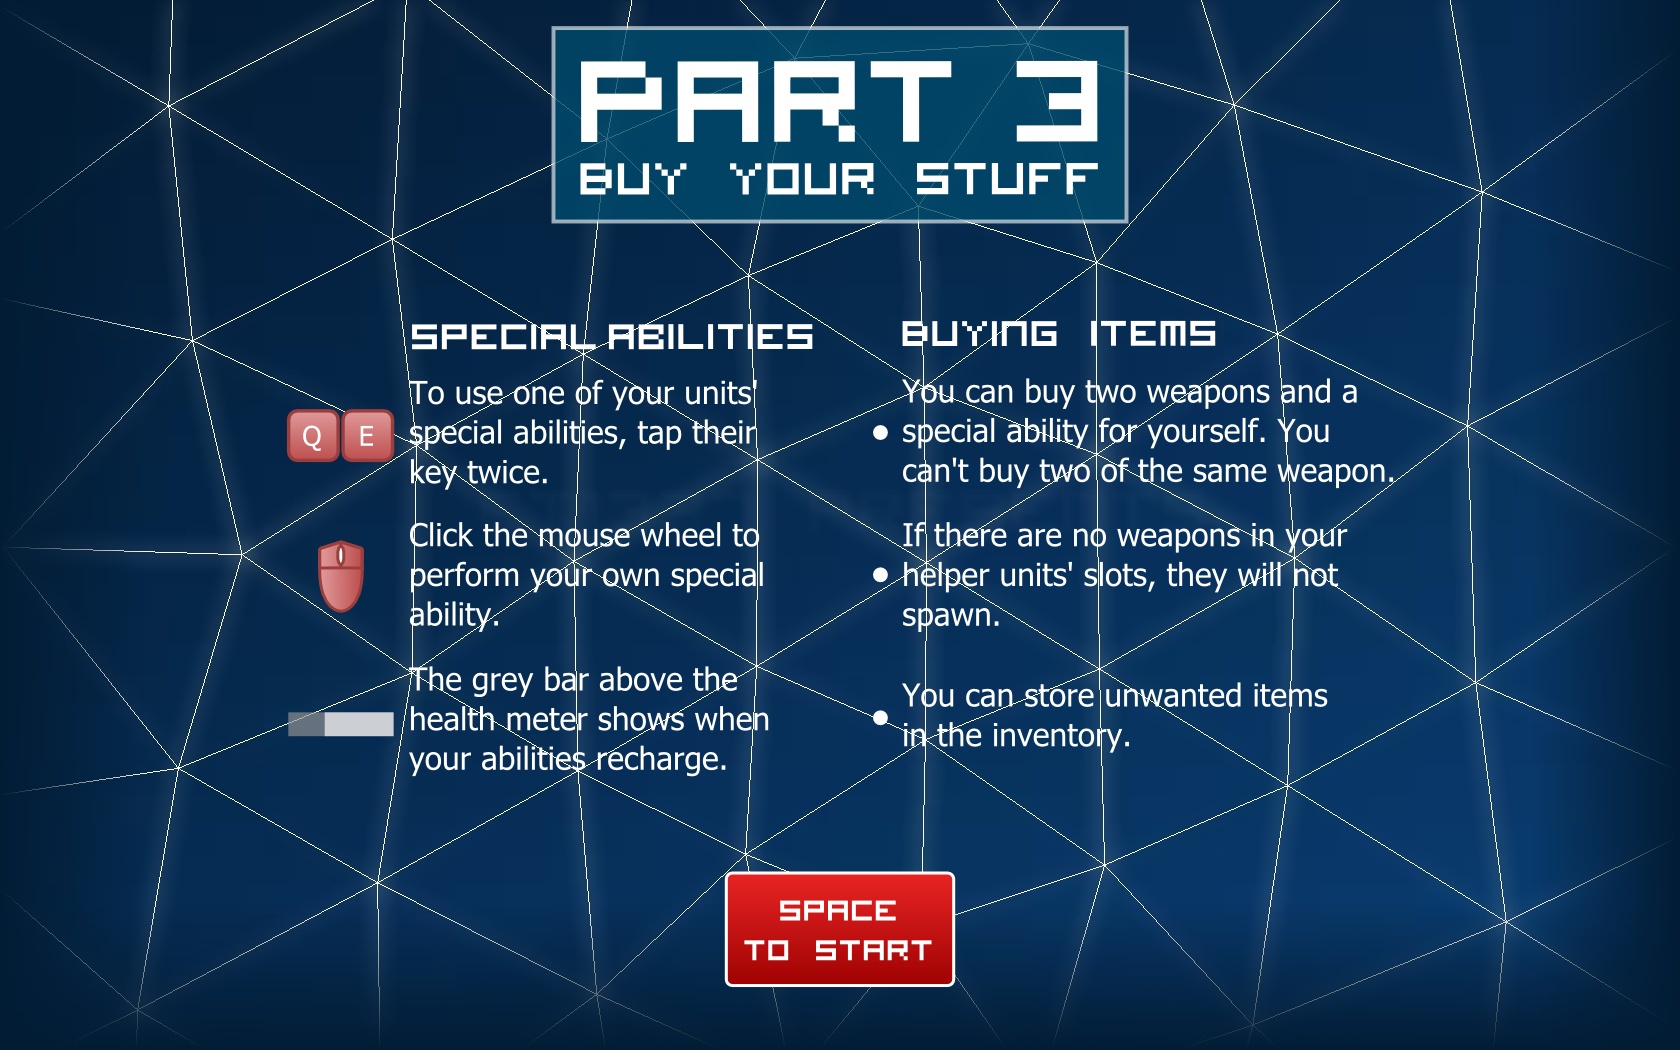 PART 3
BUY YOUR STUFF
SPECIAL ABILITIES
Q E
To use one of your units'
special abilities, tap their
key twice.
Click the mouse wheel to
perform your own special
ability.
The grey bar above the
health meter shows when
your abilities recharge.
BUYING ITEMS
You can buy two weapons and a
special ability for yourself. You
can't buy two of the same weapon.
If there are no weapons in your
helper units' slots, they will not
spawn.
You can store unwanted items
in the inventory.
SPACE
TO START